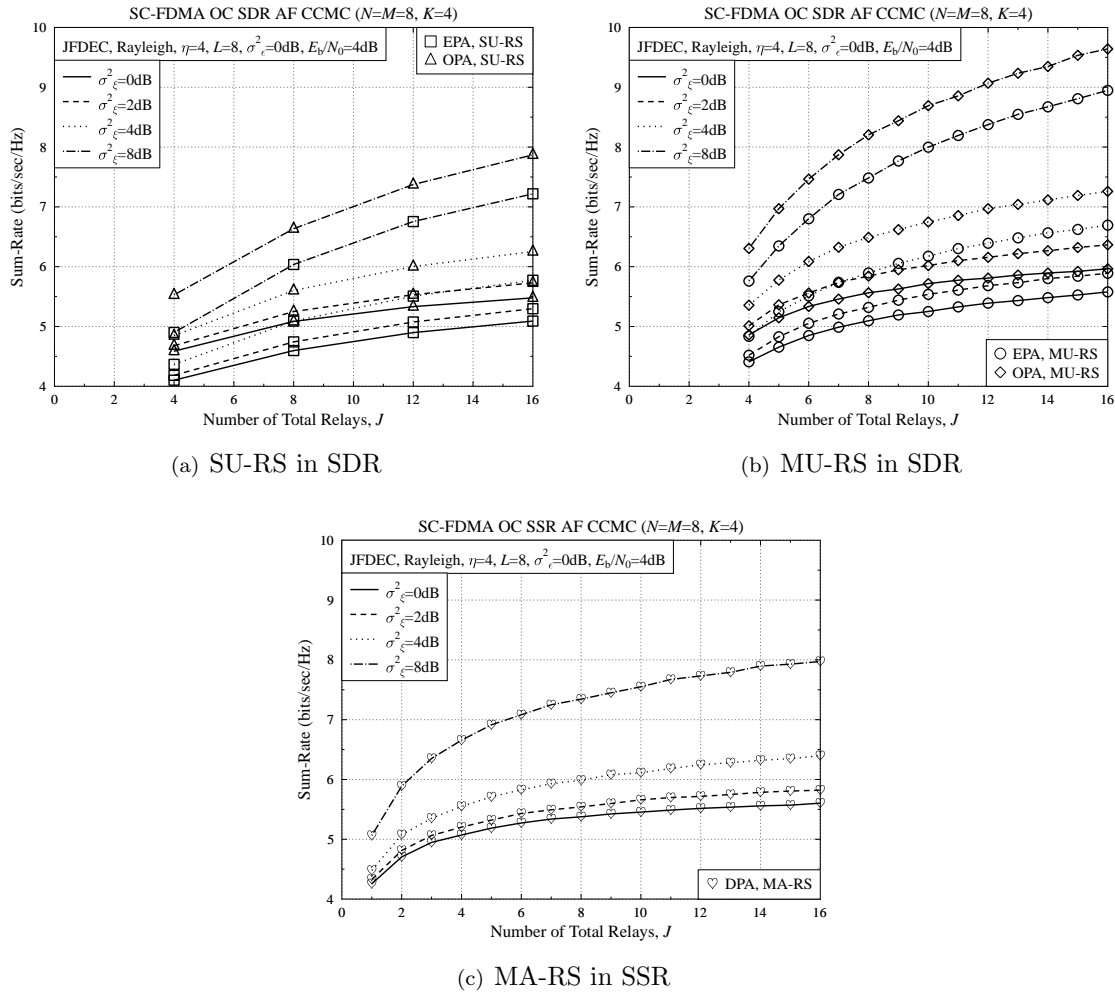 SC-FDMA OC SDR AF CCMC (N=M=8, K=4)
JFDEC, Rayleigh, η=4, L=8, σ²ϵ=0dB, Eb/N0=4dB
σ²ξ=0dB
σ²ξ=2dB
σ²ξ=4dB
σ²ξ=8dB
EPA, SU-RS
OPA, SU-RS
Sum-Rate (bits/sec/Hz)
10
9
8
7
6
5
4
0 2 4 6 8 10 12 14 16
Number of Total Relays, J
(a) SU-RS in SDR
SC-FDMA OC SDR AF CCMC (N=M=8, K=4)
JFDEC, Rayleigh, η=4, L=8, σ²ϵ=0dB, Eb/N0=4dB
σ²ξ=0dB
σ²ξ=2dB
σ²ξ=4dB
σ²ξ=8dB
EPA, MU-RS
OPA, MU-RS
Sum-Rate (bits/sec/Hz)
10
9
8
7
6
5
4
0 2 4 6 8 10 12 14 16
Number of Total Relays, J
(b) MU-RS in SDR
SC-FDMA OC SSR AF CCMC (N=M=8, K=4)
JFDEC, Rayleigh, η=4, L=8, σ²ϵ=0dB, Eb/N0=4dB
σ²ξ=0dB
σ²ξ=2dB
σ²ξ=4dB
σ²ξ=8dB
DPA, MA-RS
Sum-Rate (bits/sec/Hz)
10
9
8
7
6
5
4
0 2 4 6 8 10 12 14 16
Number of Total Relays, J
(c) MA-RS in SSR